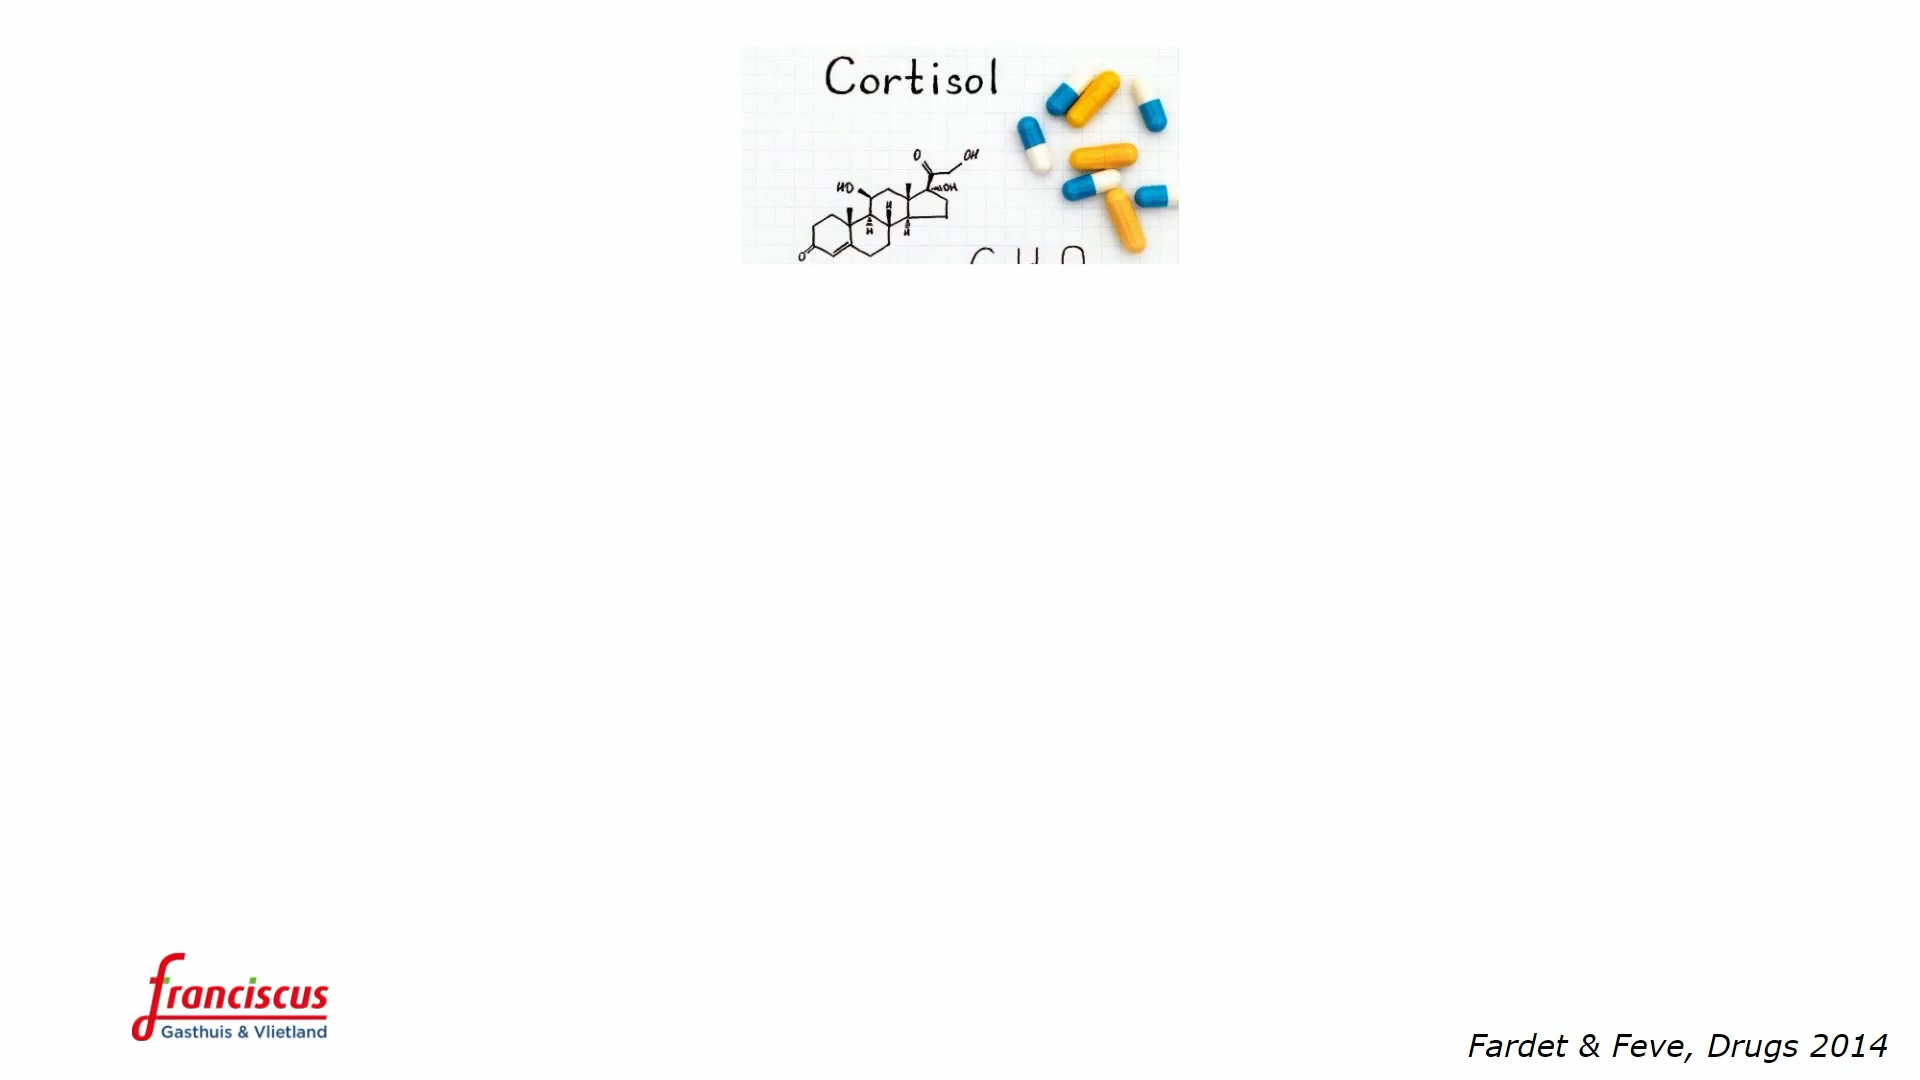 Cortisol
O
OH
HO
OH
H
H
H
O
franciscus
Gasthuis & Vlietland
Fardet & Feve, Drugs 2014